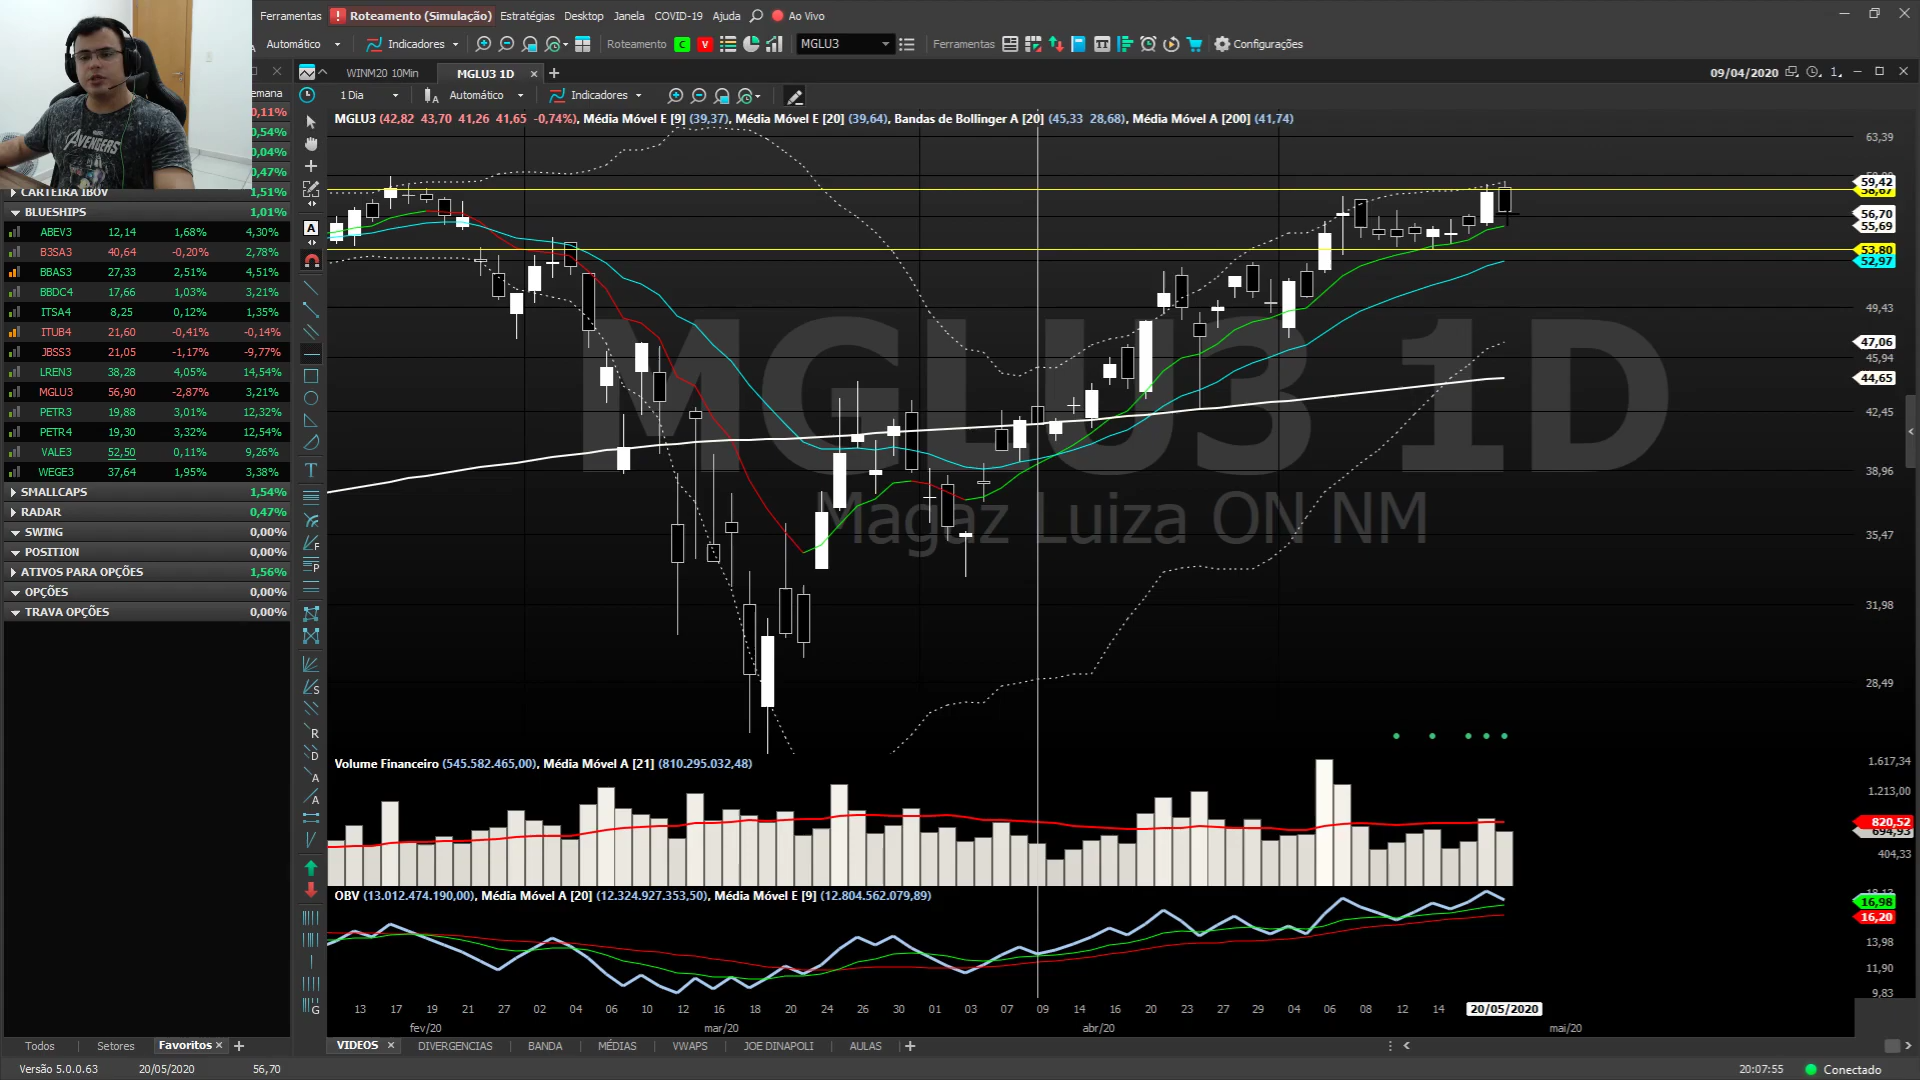 Ferramentas ! Roteamento (Simulação) Estratégias Desktop Janela COVID-19 Ajuda Ao Vivo
Automático Indicadores Roteamento C V MGLU3 Ferramentas Configurações
WINM20 10Min MGLU3 1D 09/04/2020 1
1 Dia Automático Indicadores
MGLU3 (42,82 43,70 41,26 41,65 -0,74%), Média Móvel E [9] (39,37), Média Móvel E [20] (39,64), Bandas de Bollinger A [20] (45,33 28,68), Média Móvel A [200] (41,74)
emana
0,11%
0,54%
AVENGERS 0,04%
0,47%
CARTEIRA IBOV 1,51%
BLUESHIPS 1,01%
ABEV3 12,14 1,68% 4,30%
B3SA3 40,64 -0,20% 2,78%
BBAS3 27,33 2,51% 4,51%
BBDC4 17,66 1,03% 3,21%
ITSA4 8,25 0,12% 1,35%
ITUB4 21,60 -0,41% -0,14%
JBSS3 21,05 -1,17% -9,77%
LREN3 38,28 4,05% 14,54%
MGLU3 56,90 -2,87% 3,21%
PETR3 19,88 3,01% 12,32%
PETR4 19,30 3,32% 12,54%
VALE3 52,50 0,11% 9,26%
WEGE3 37,64 1,95% 3,38%
SMALLCAPS 1,54%
RADAR 0,47%
SWING 0,00%
POSITION 0,00%
ATIVOS PARA OPÇÕES 1,56%
OPÇÕES 0,00%
TRAVA OPÇÕES 0,00%
MGLU3 1D
Magaz Luiza ON NM
63,39
59,42
58,67
56,70
55,69
53,80
52,97
49,43
47,06
45,94
44,65
42,45
38,96
35,47
31,98
28,49
Volume Financeiro (545.582.465,00), Média Móvel A [21] (810.295.032,48)
1.617,34
1.213,00
820,52
694,93
404,33
OBV (13.012.474.190,00), Média Móvel A [20] (12.324.927.353,50), Média Móvel E [9] (12.804.562.079,89)
16,98
16,20
13,98
11,90
9,83
13 17 19 21 27 02 04 06 10 12 16 18 20 24 26 30 01 03 07 09 14 16 20 23 27 29 04 06 08 12 14 20/05/2020
fev/20 mar/20 abr/20 mai/20
Todos Setores Favoritos × +
VIDEOS × DIVERGENCIAS BANDA MÉDIAS VWAPS JOE DINAPOLI AULAS +
Versão 5.0.0.63 20/05/2020 56,70 20:07:55 Conectado